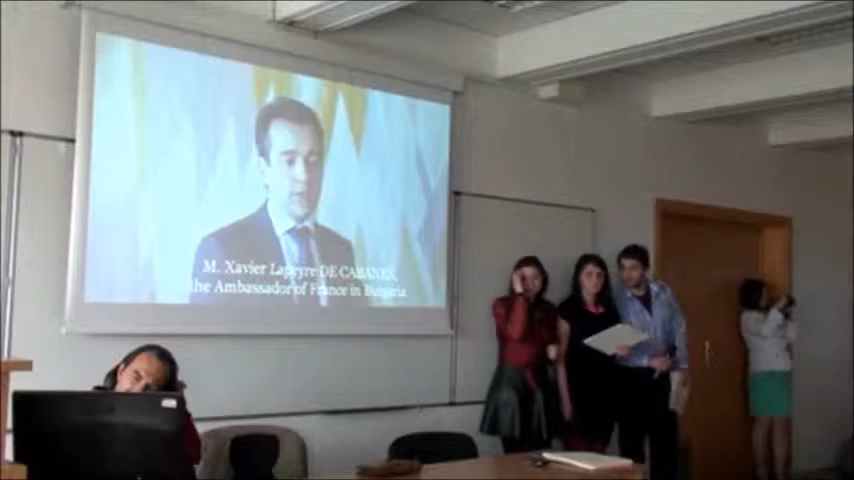 M. Xavier Lapeyre DE CABANES,
the Ambassador of France in Bulgaria